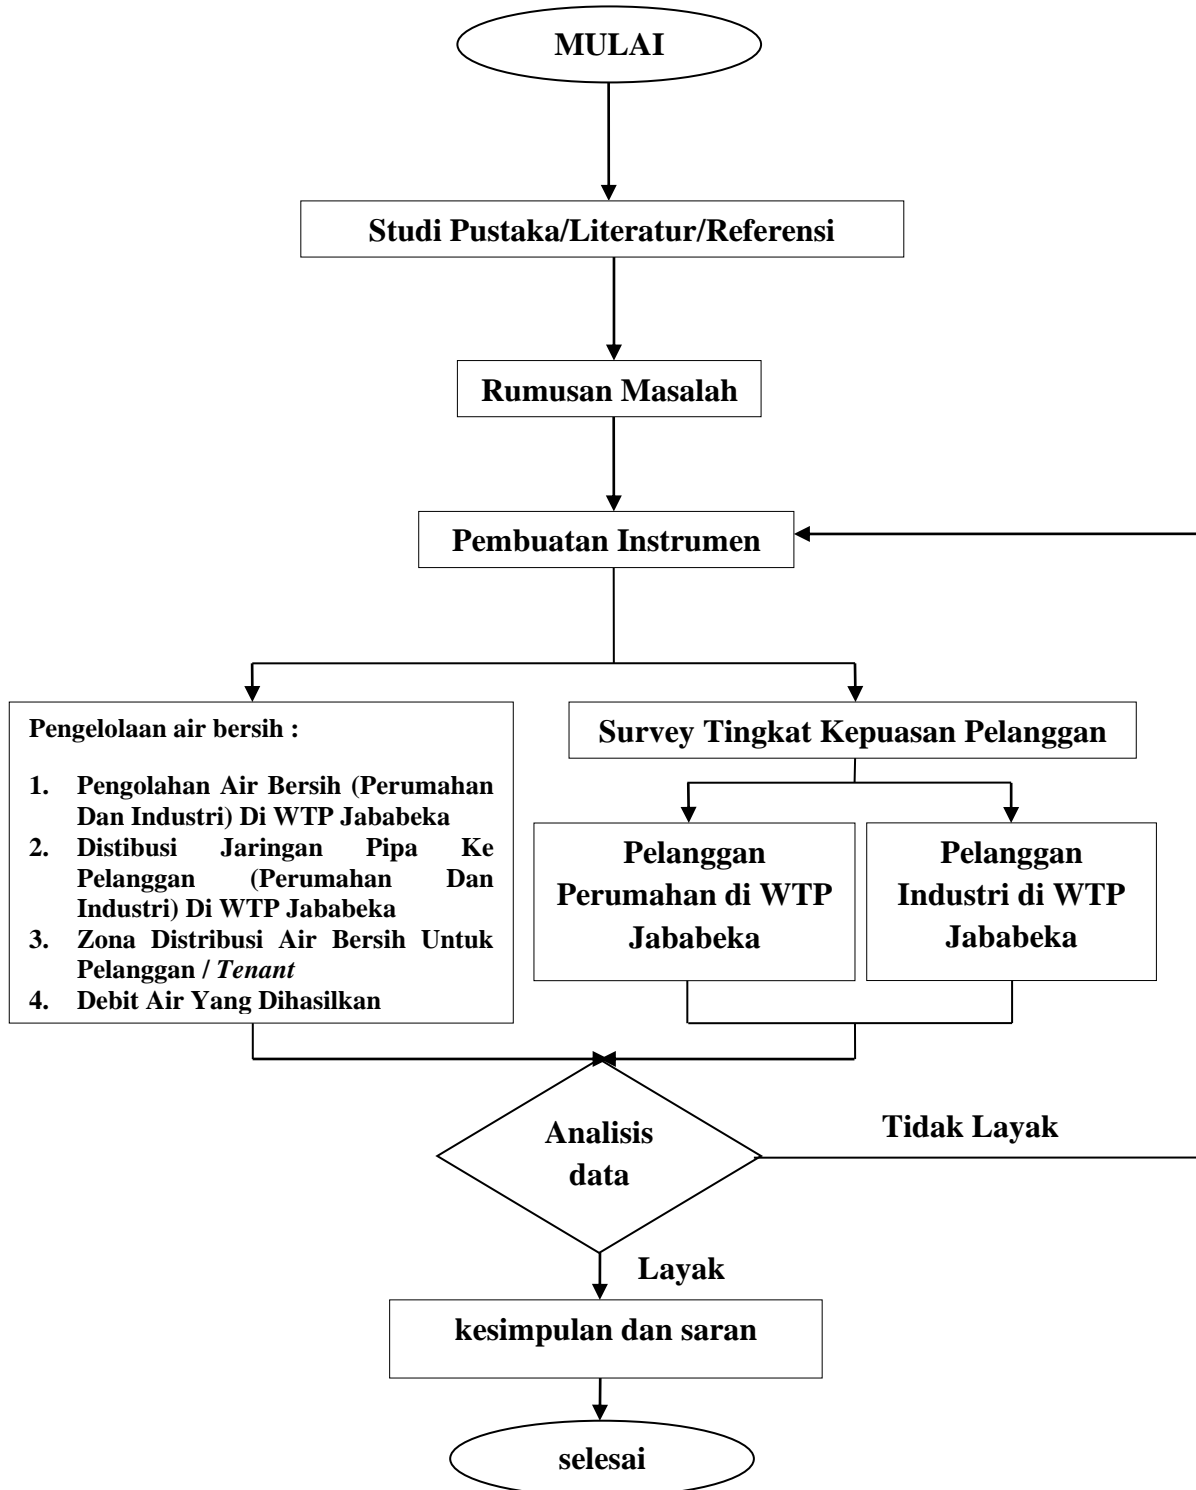 MULAI
Studi Pustaka/Literatur/Referensi
Rumusan Masalah
Pembuatan Instrumen
Pengelolaan air bersih :
1. Pengolahan Air Bersih (Perumahan
Dan Industri) Di WTP Jababeka
2. Distibusi Jaringan Pipa Ke
Pelanggan (Perumahan Dan
Industri) Di WTP Jababeka
3. Zona Distribusi Air Bersih Untuk
Pelanggan / Tenant
4. Debit Air Yang Dihasilkan
Survey Tingkat Kepuasan Pelanggan
Pelanggan
Perumahan di WTP
Jababeka
Pelanggan
Industri di WTP
Jababeka
Analisis
data
Tidak Layak
Layak
kesimpulan dan saran
selesai